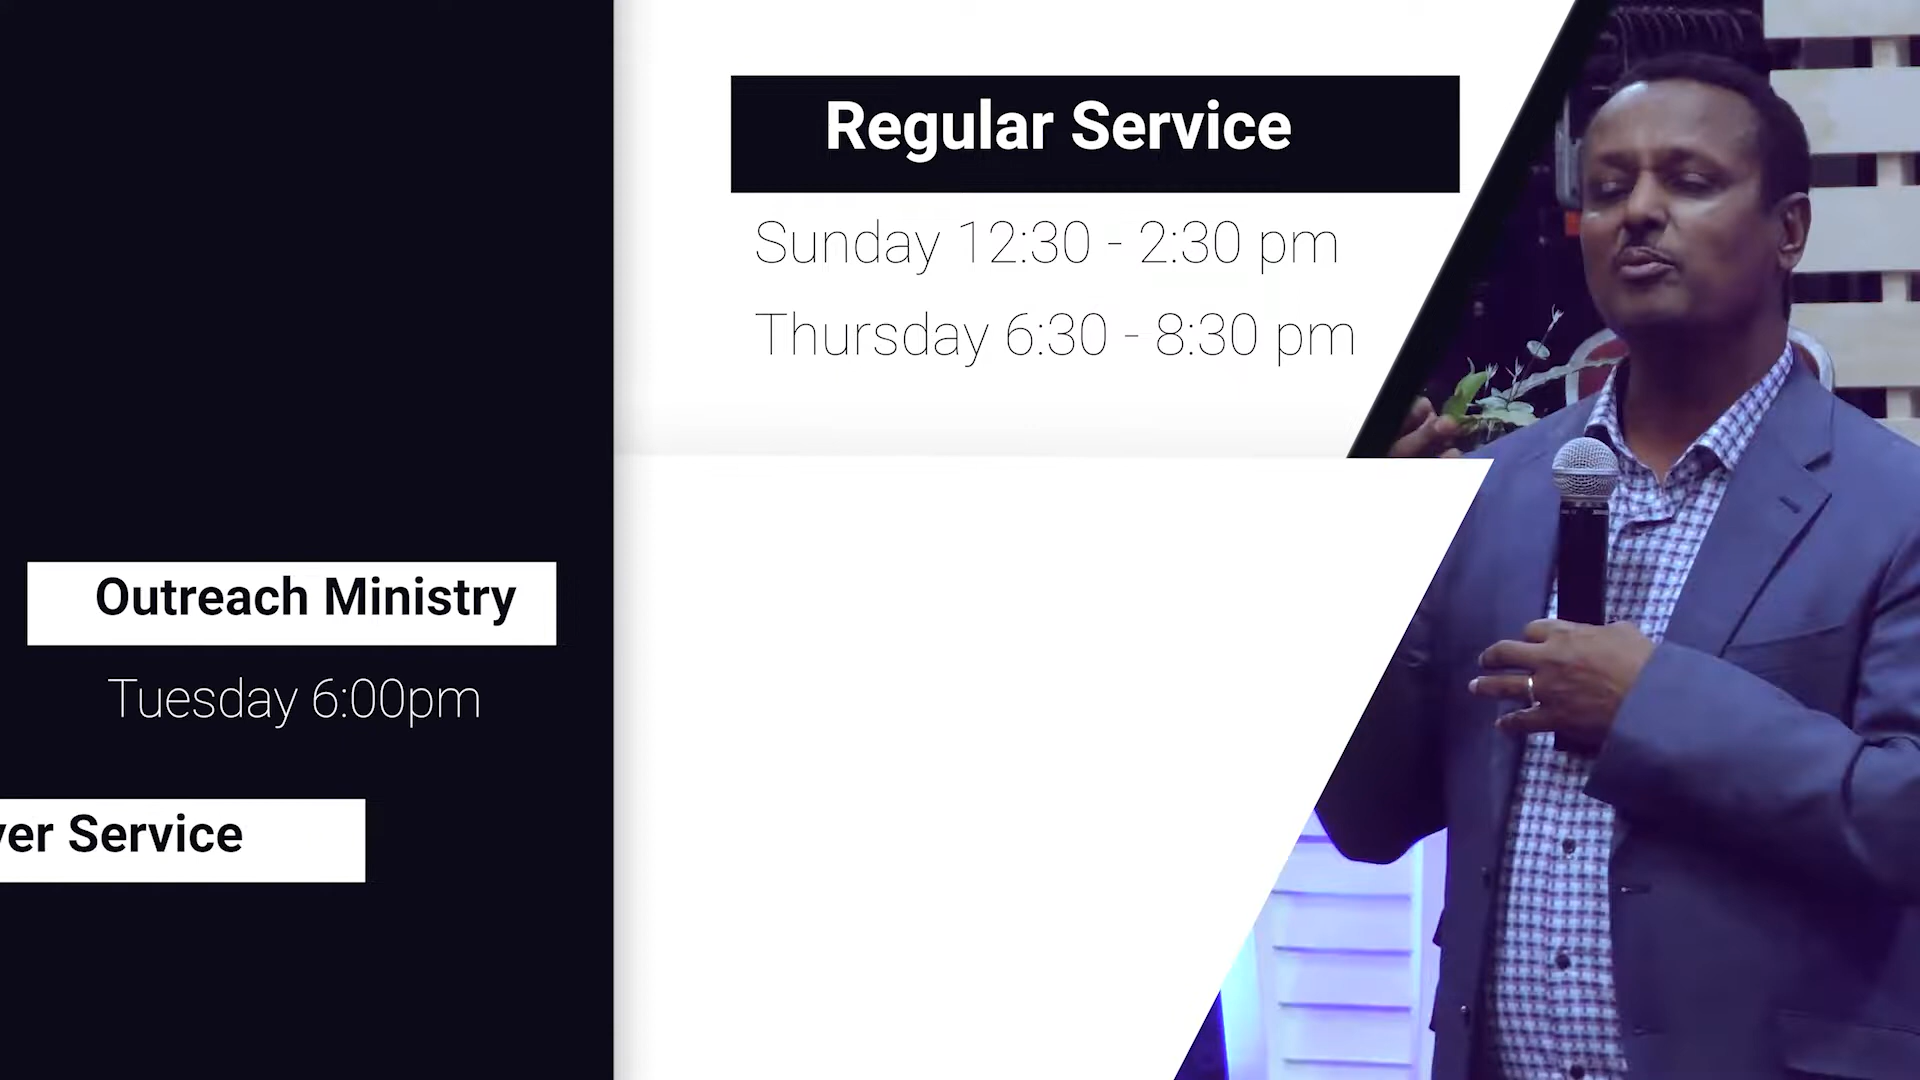 Regular Service
Sunday 12:30 - 2:30 pm
Thursday 6:30 - 8:30 pm
Outreach Ministry
Tuesday 6:00pm
Service